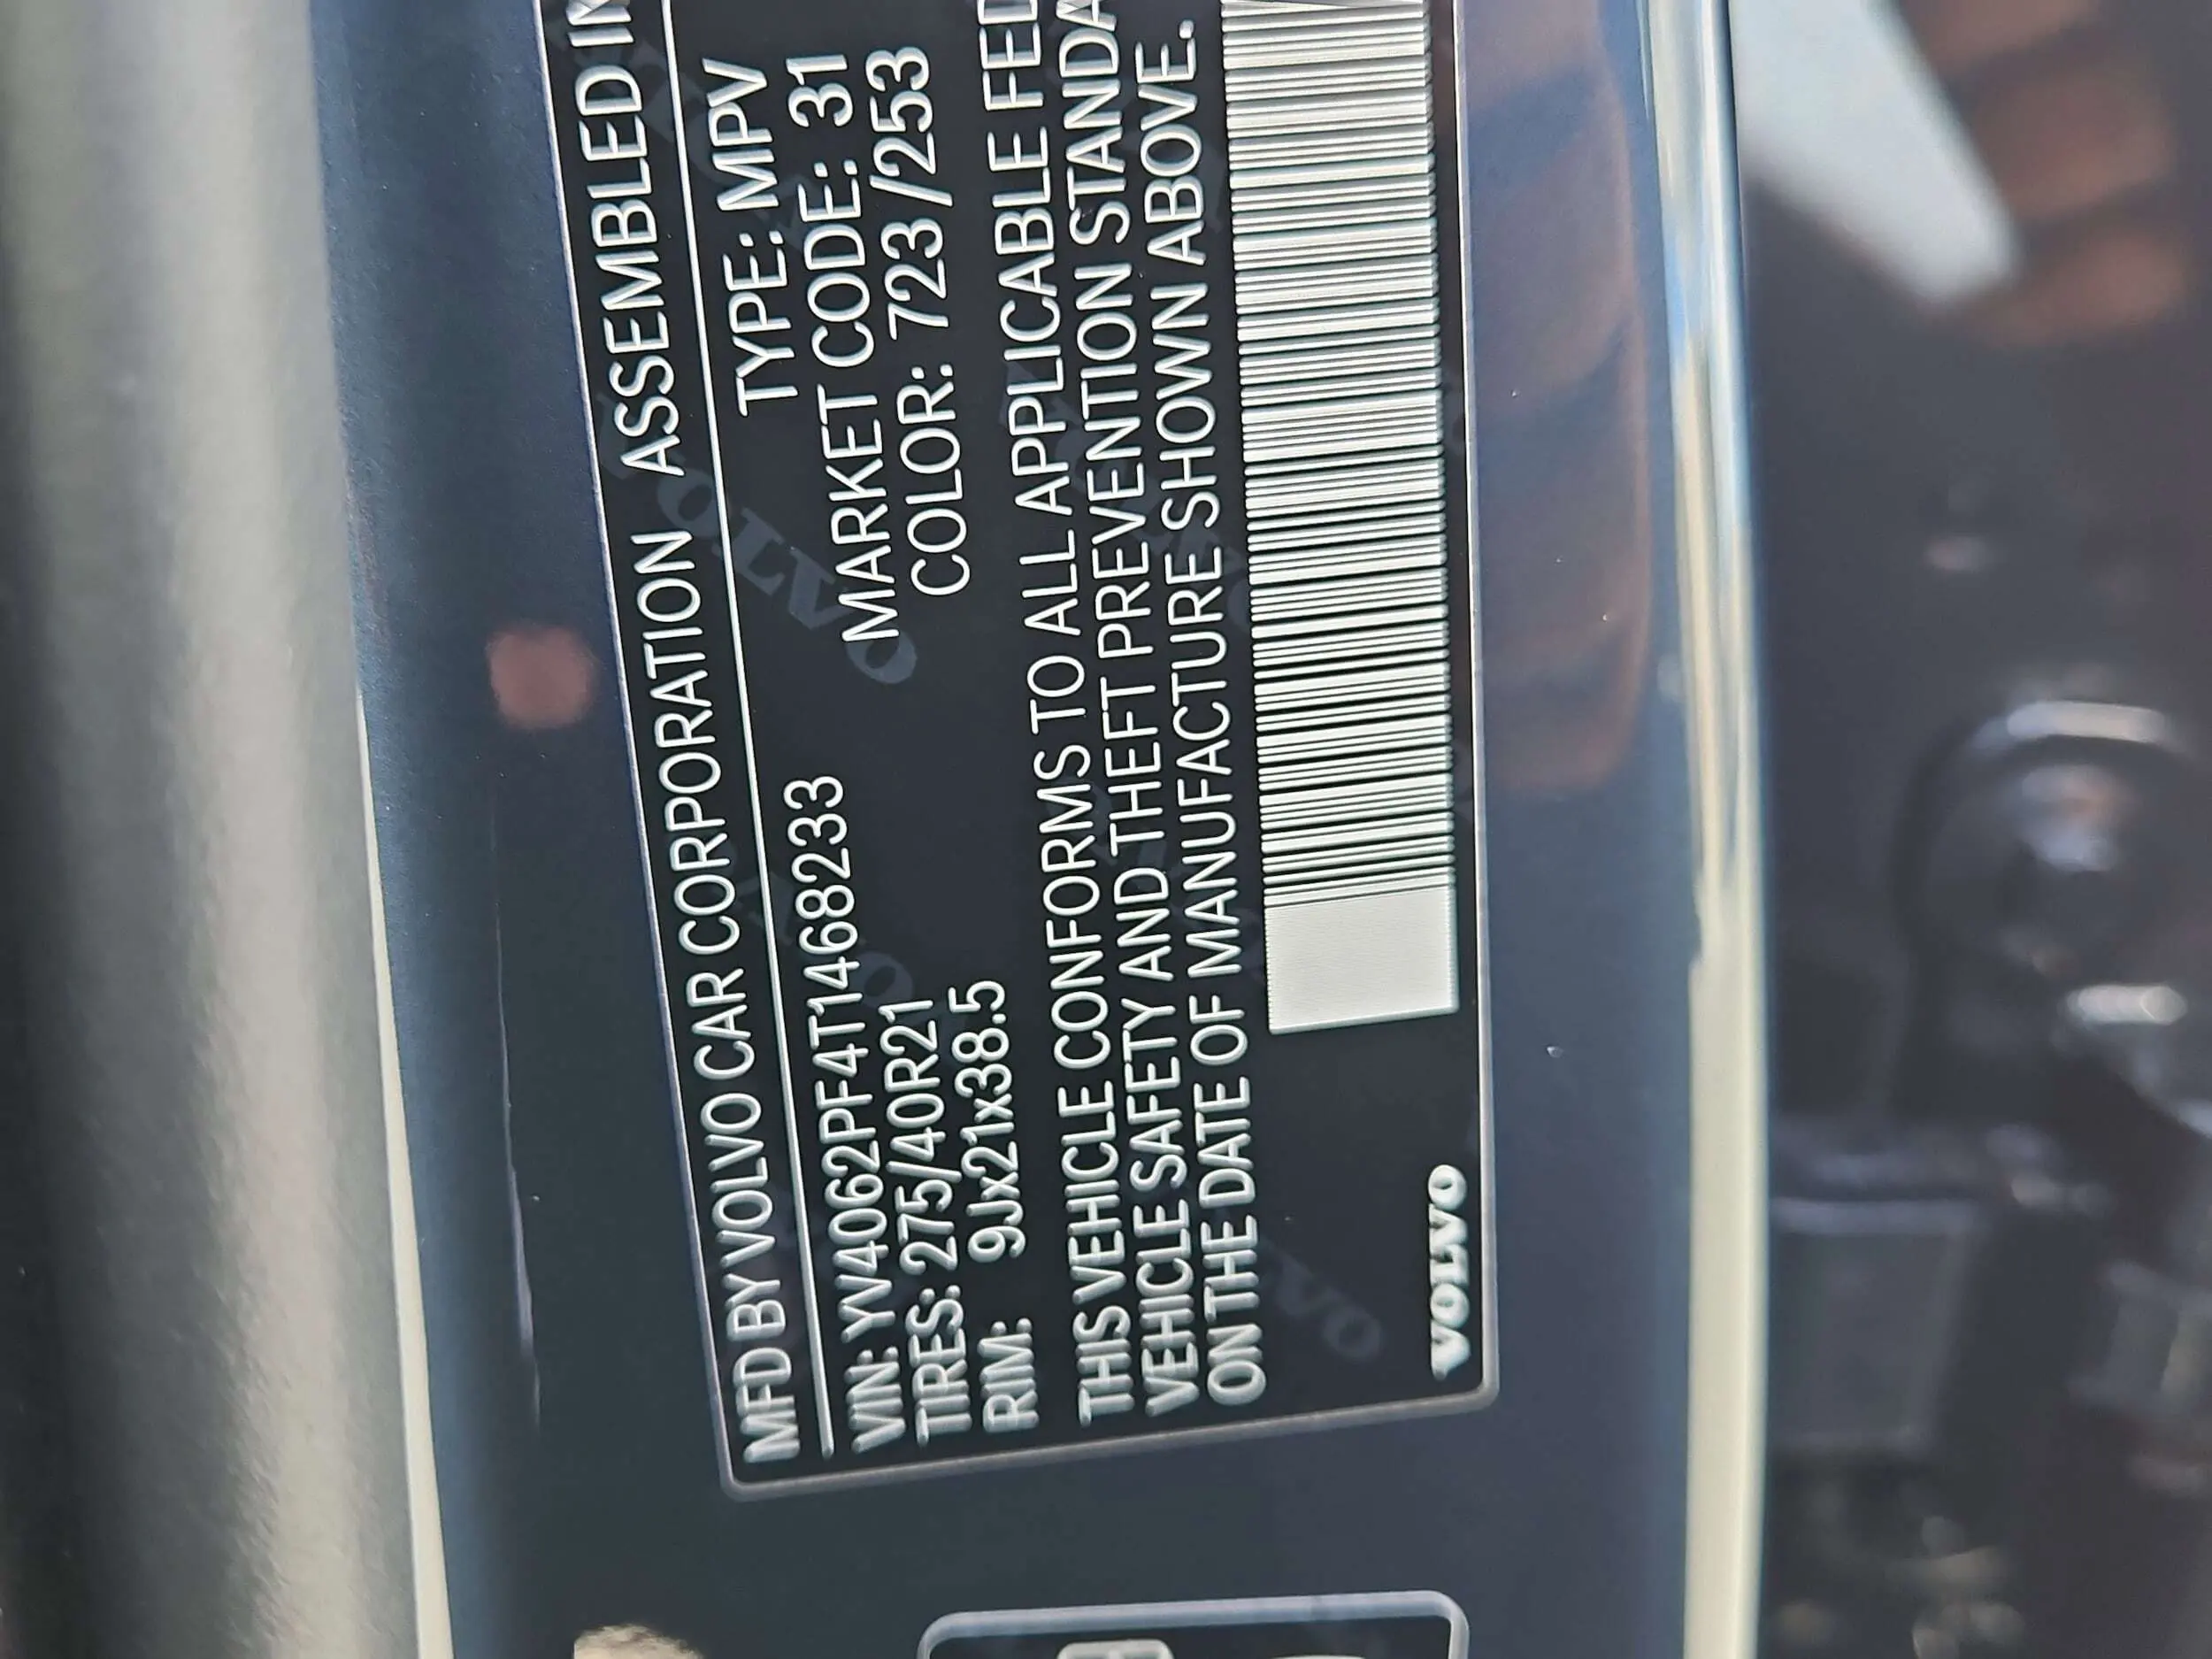 MFD BY VOLVO CAR CORPORATION ASSEMBLED IN
VIN: YV4062PF4T1468233 TYPE: MPV
TIRES: 275/40R21 MARKET CODE: 31
RIM: 9Jx21x38.5 COLOR: 723/253
THIS VEHICLE CONFORMS TO ALL APPLICABLE FED
VEHICLE SAFETY AND THEFT PREVENTION STANDA
ON THE DATE OF MANUFACTURE SHOWN ABOVE.
VOLVO